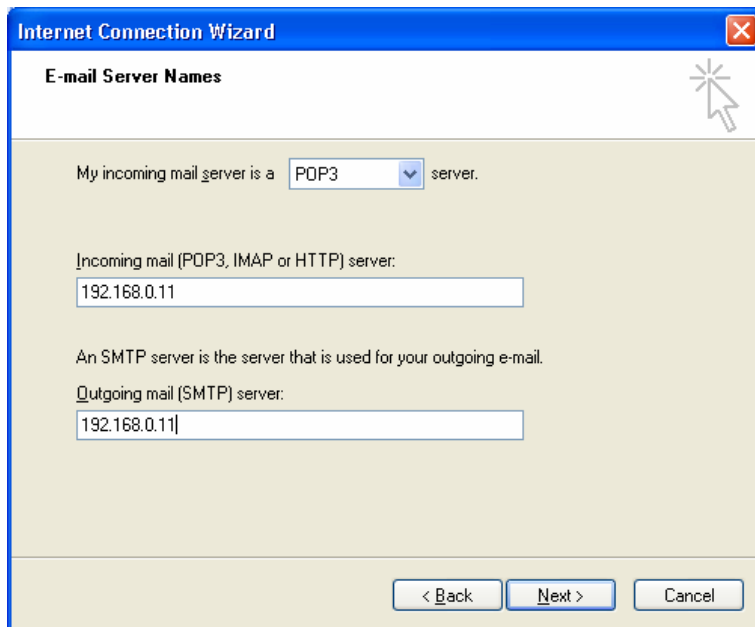 Internet Connection Wizard
E-mail Server Names
My incoming mail server is a POP3 server.
Incoming mail (POP3, IMAP or HTTP) server:
192.168.0.11
An SMTP server is the server that is used for your outgoing e-mail.
Outgoing mail (SMTP) server:
192.168.0.11
< Back Next > Cancel